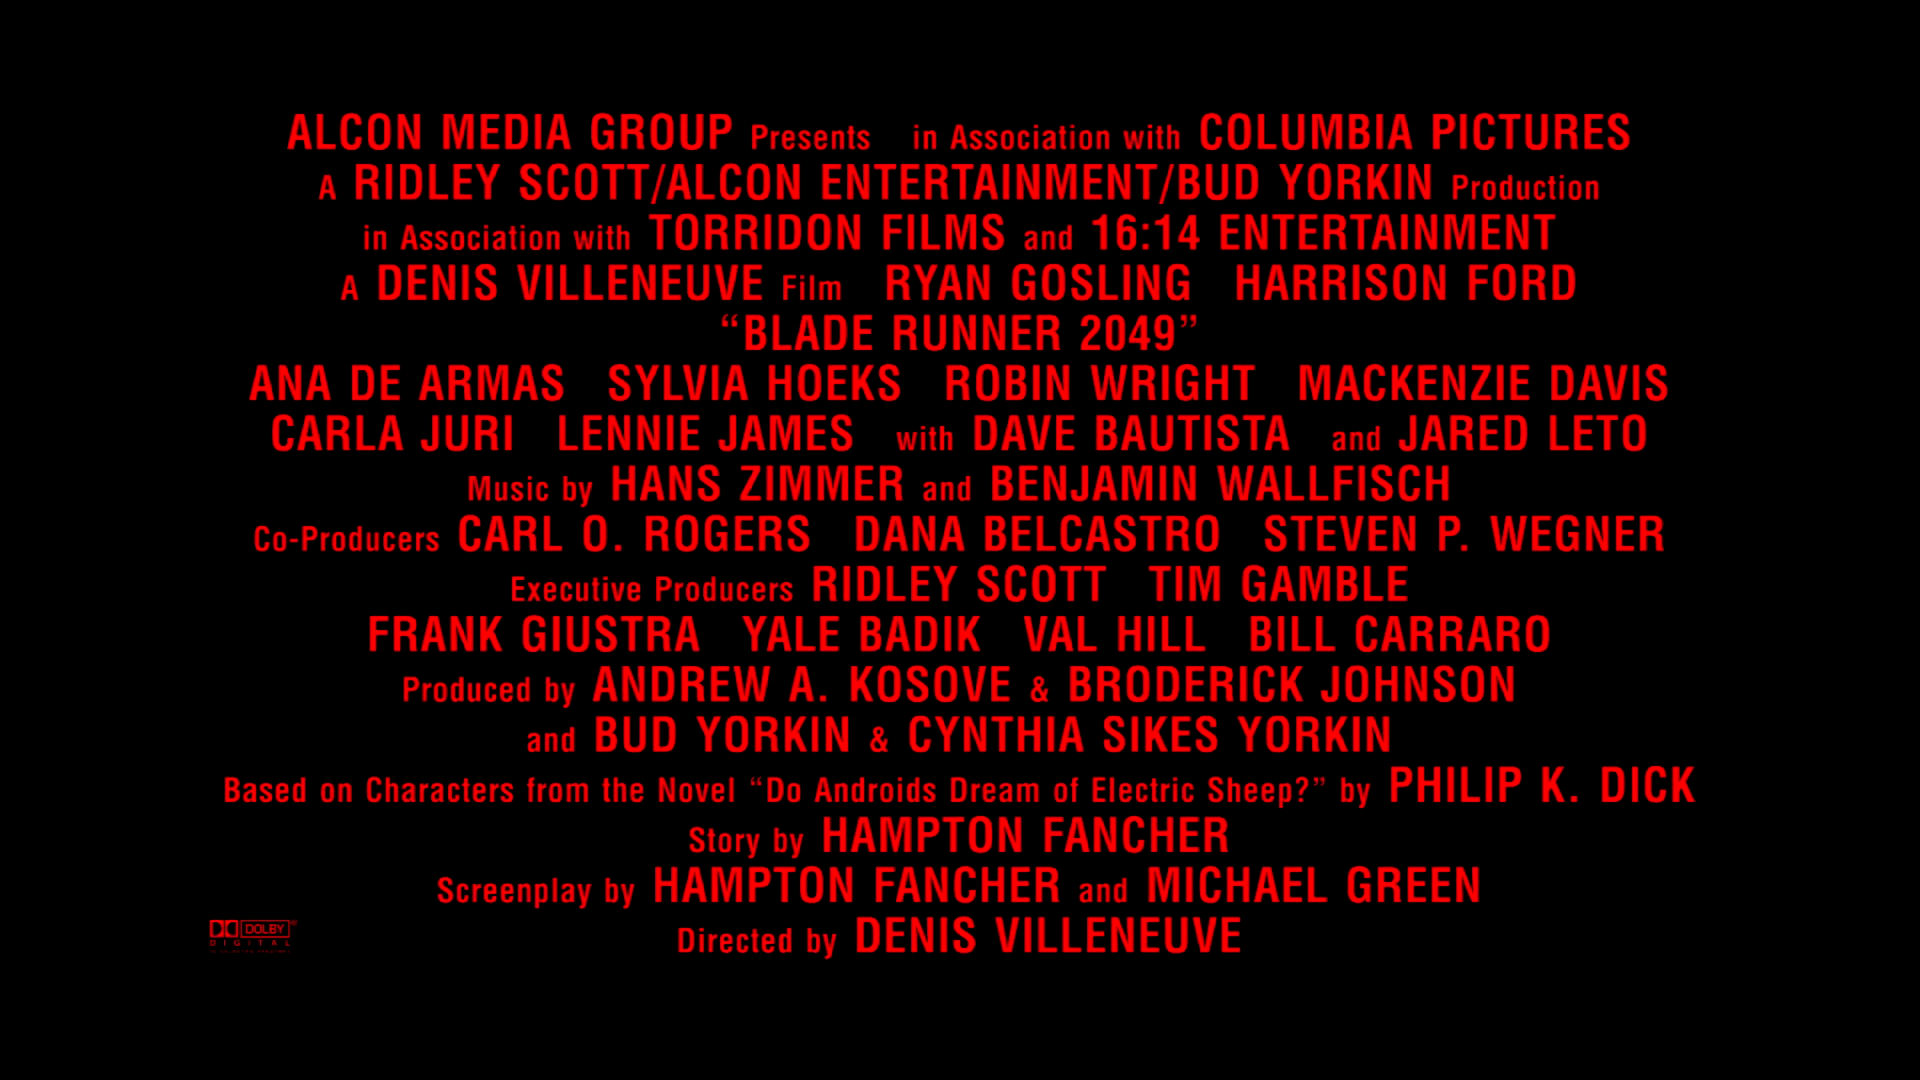 ALCON MEDIA GROUP Presents in Association with COLUMBIA PICTURES
A RIDLEY SCOTT/ALCON ENTERTAINMENT/BUD YORKIN Production
in Association with TORRIDON FILMS and 16:14 ENTERTAINMENT
A DENIS VILLENEUVE Film RYAN GOSLING HARRISON FORD
“BLADE RUNNER 2049”
ANA DE ARMAS SYLVIA HOEKS ROBIN WRIGHT MACKENZIE DAVIS
CARLA JURI LENNIE JAMES with DAVE BAUTISTA and JARED LETO
Music by HANS ZIMMER and BENJAMIN WALLFISCH
Co-Producers CARL O. ROGERS DANA BELCASTRO STEVEN P. WEGNER
Executive Producers RIDLEY SCOTT TIM GAMBLE
FRANK GIUSTRA YALE BADIK VAL HILL BILL CARRARO
Produced by ANDREW A. KOSOVE & BRODERICK JOHNSON
and BUD YORKIN & CYNTHIA SIKES YORKIN
Based on Characters from the Novel “Do Androids Dream of Electric Sheep?” by PHILIP K. DICK
Story by HAMPTON FANCHER
Screenplay by HAMPTON FANCHER and MICHAEL GREEN
Directed by DENIS VILLENEUVE
DOLBY
DIGITAL